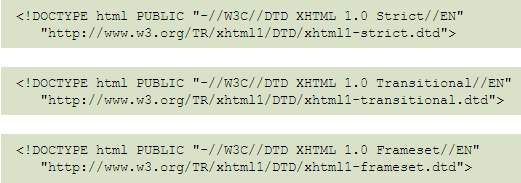 <!DOCTYPE html PUBLIC "-//W3C//DTD XHTML 1.0 Strict//EN"
"http://www.w3.org/TR/xhtml1/DTD/xhtml1-strict.dtd">
<!DOCTYPE html PUBLIC "-//W3C//DTD XHTML 1.0 Transitional//EN"
"http://www.w3.org/TR/xhtml1/DTD/xhtml1-transitional.dtd">
<!DOCTYPE html PUBLIC "-//W3C//DTD XHTML 1.0 Frameset//EN"
"http://www.w3.org/TR/xhtml1/DTD/xhtml1-frameset.dtd">